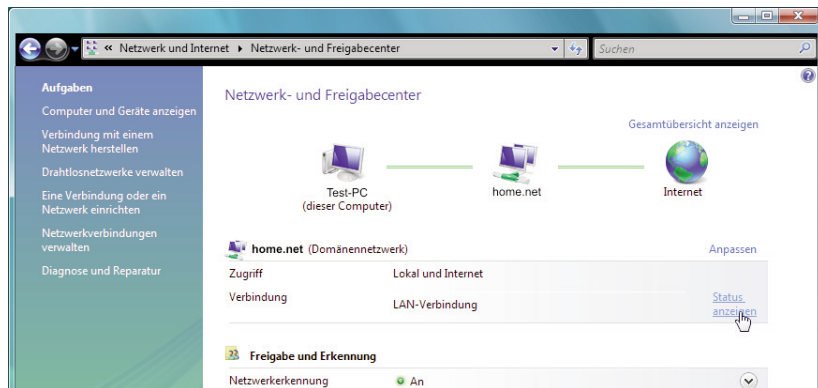 « Netzwerk und Internet ▸ Netzwerk- und Freigabecenter
Suchen
Aufgaben
Computer und Geräte anzeigen
Verbindung mit einem
Netzwerk herstellen
Drahtlosnetzwerke verwalten
Eine Verbindung oder ein
Netzwerk einrichten
Netzwerkverbindungen
verwalten
Diagnose und Reparatur
Netzwerk- und Freigabecenter
Gesamtübersicht anzeigen
Test-PC
(dieser Computer)
home.net
Internet
home.net (Domänennetzwerk)
Anpassen
Zugriff
Lokal und Internet
Verbindung
LAN-Verbindung
Status
anzeigen
Freigabe und Erkennung
Netzwerkerkennung
An